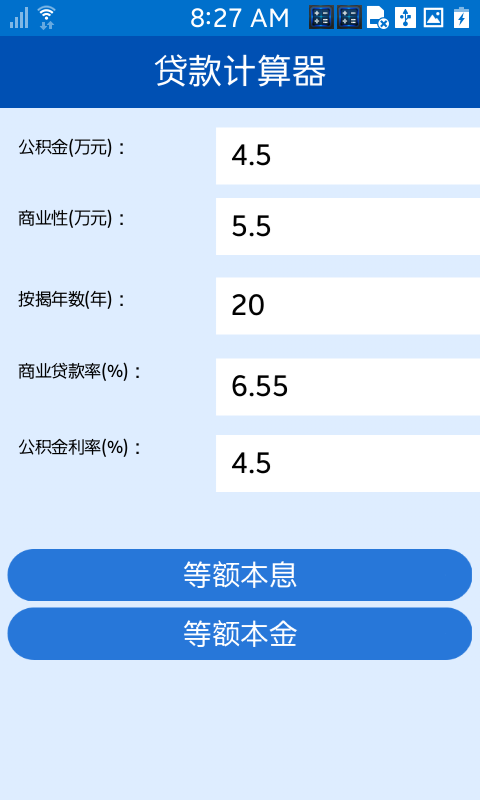 8:27 AM
贷款计算器
公积金(万元)： 4.5
商业性(万元)： 5.5
按揭年数(年)： 20
商业贷款率(%)： 6.55
公积金利率(%)： 4.5
等额本息
等额本金